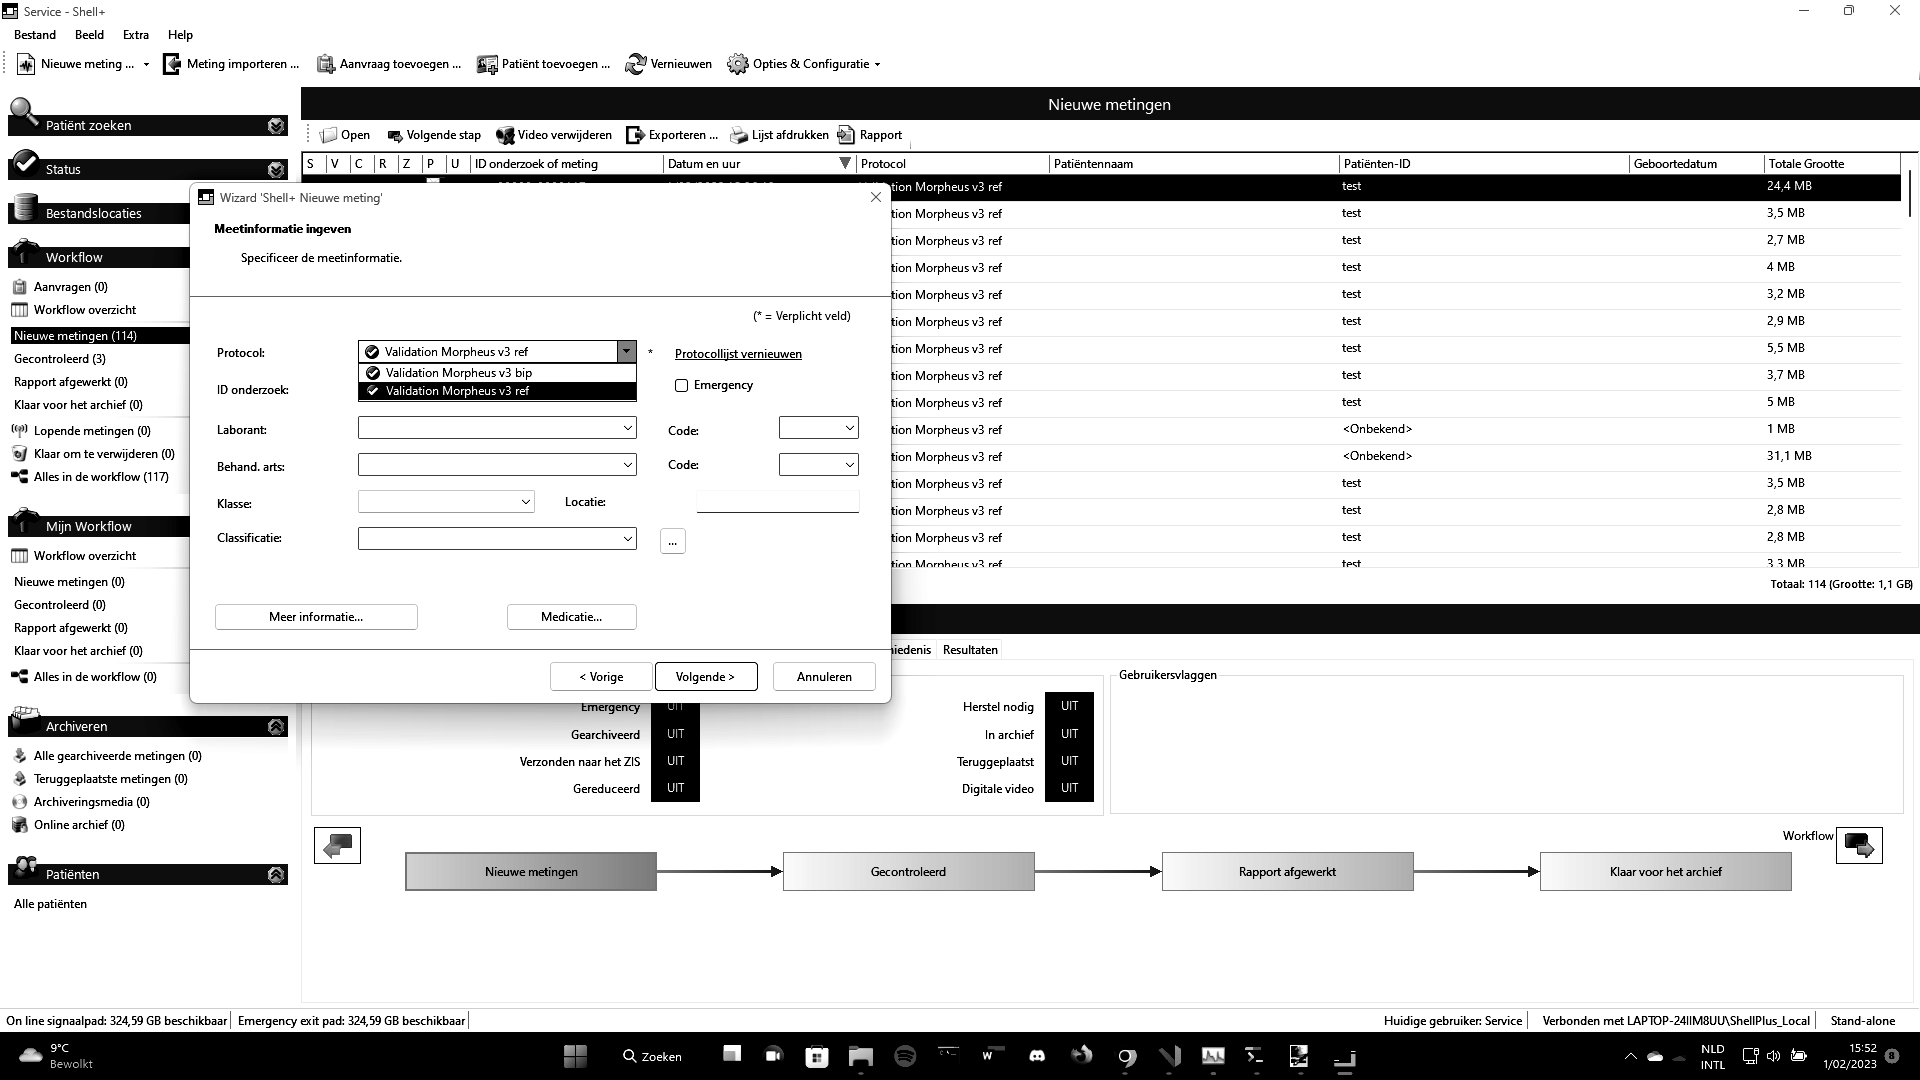 Service - Shell+
Bestand Beeld Extra Help
Nieuwe meting ... Meting importeren ... Aanvraag toevoegen ... Patiënt toevoegen ... Vernieuwen Opties & Configuratie
Nieuwe metingen
Patiënt zoeken
Open Volgende stap Video verwijderen Exporteren ... Lijst afdrukken Rapport
S V C R Z P U ID onderzoek of meting Datum en uur Protocol Patiëntennaam Patiënten-ID Geboortedatum Totale Grootte
Status
Bestandslocaties
Workflow
Aanvragen (0)
Workflow overzicht
Nieuwe metingen (114)
Gecontroleerd (3)
Rapport afgewerkt (0)
Klaar voor het archief (0)
Lopende metingen (0)
Klaar om te verwijderen (0)
Alles in de workflow (117)
Mijn Workflow
Workflow overzicht
Nieuwe metingen (0)
Gecontroleerd (0)
Rapport afgewerkt (0)
Klaar voor het archief (0)
Alles in de workflow (0)
Archiveren
Alle gearchiveerde metingen (0)
Teruggeplaatste metingen (0)
Archiveringsmedia (0)
Online archief (0)
Patiënten
Alle patiënten
Wizard 'Shell+ Nieuwe meting'
Meetinformatie ingeven
Specificeer de meetinformatie.
(* = Verplicht veld)
Protocol: Validation Morpheus v3 ref * Protocollijst vernieuwen
Validation Morpheus v3 bip
Validation Morpheus v3 ref
ID onderzoek: Emergency
Laborant: Code:
Behand. arts: Code:
Klasse: Locatie:
Classificatie: ...
Meer informatie... Medicatie...
< Vorige Volgende > Annuleren
tion Morpheus v3 ref test 24,4 MB
tion Morpheus v3 ref test 3,5 MB
tion Morpheus v3 ref test 2,7 MB
tion Morpheus v3 ref test 4 MB
tion Morpheus v3 ref test 3,2 MB
tion Morpheus v3 ref test 2,9 MB
tion Morpheus v3 ref test 5,5 MB
tion Morpheus v3 ref test 3,7 MB
tion Morpheus v3 ref test 5 MB
tion Morpheus v3 ref <Onbekend> 1 MB
tion Morpheus v3 ref <Onbekend> 31,1 MB
tion Morpheus v3 ref test 3,5 MB
tion Morpheus v3 ref test 2,8 MB
tion Morpheus v3 ref test 2,8 MB
tion Morpheus v3 ref test 3,3 MB
Totaal: 114 (Grootte: 1,1 GB)
hiedenis Resultaten
Gebruikersvlaggen
Emergency UIT Herstel nodig UIT
Gearchiveerd UIT In archief UIT
Verzonden naar het ZIS UIT Teruggeplaatst UIT
Gereduceerd UIT Digitale video UIT
Workflow
Nieuwe metingen Gecontroleerd Rapport afgewerkt Klaar voor het archief
On line signaalpad: 324,59 GB beschikbaar Emergency exit pad: 324,59 GB beschikbaar Huidige gebruiker: Service Verbonden met LAPTOP-24IIM8UU\ShellPlus_Local Stand-alone
9°C
Bewolkt
Zoeken
NLD
INTL
15:52
1/02/2023
8